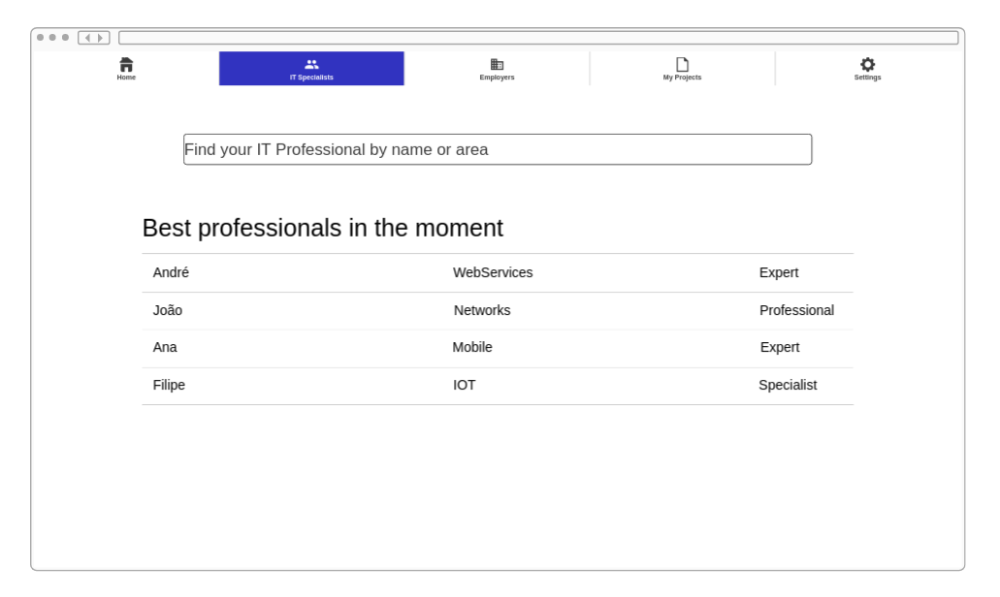 Home IT Specialists Employers My Projects Settings
Find your IT Professional by name or area
Best professionals in the moment
André WebServices Expert
João Networks Professional
Ana Mobile Expert
Filipe IOT Specialist